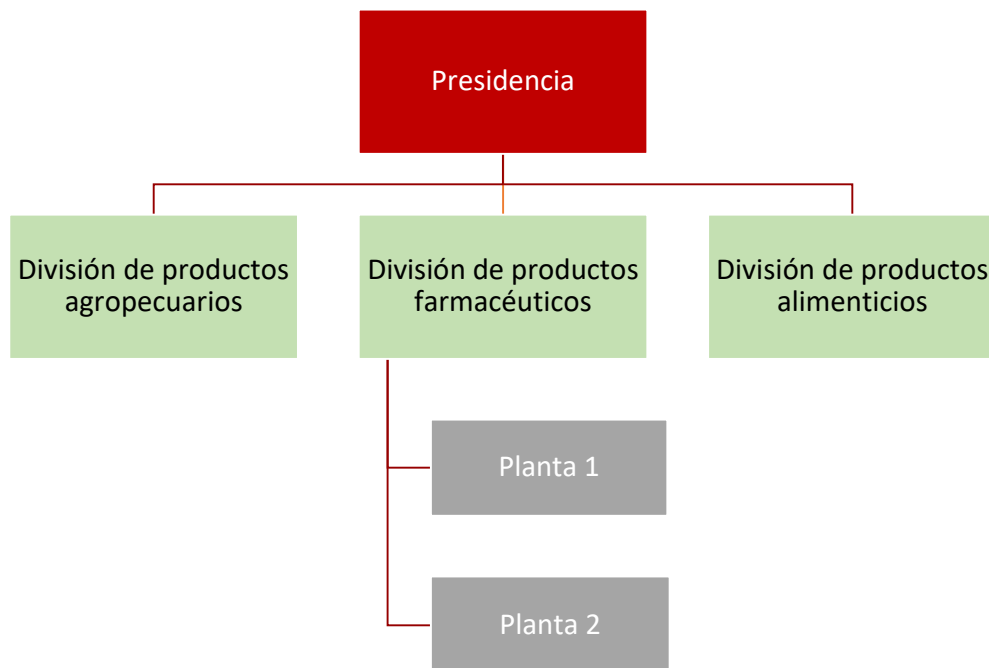 Presidencia
División de productos
agropecuarios
División de productos
farmacéuticos
División de productos
alimenticios
Planta 1
Planta 2